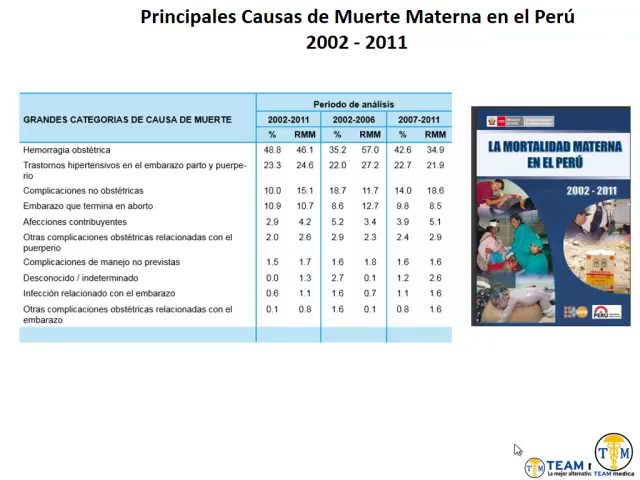 Principales Causas de Muerte Materna en el Perú
2002 - 2011
Periodo de análisis
GRANDES CATEGORIAS DE CAUSA DE MUERTE 2002-2011 2002-2006 2007-2011
% RMM % RMM % RMM
Hemorragia obstétrica 48.8 46.1 35.2 57.0 42.6 34.9
Trastornos hipertensivos en el embarazo parto y puerpe-
rio 23.3 24.6 22.0 27.2 22.7 21.9
Complicaciones no obstétricas 10.0 15.1 18.7 11.7 14.0 18.6
Embarazo que termina en aborto 10.9 10.7 8.6 12.7 9.8 8.5
Afecciones contribuyentes 2.9 4.2 5.2 3.4 3.9 5.1
Otras complicaciones obstétricas relacionadas con el
puerperio 2.0 2.6 2.9 2.3 2.4 2.9
Complicaciones de manejo no previstas 1.5 1.7 1.6 1.8 1.6 1.6
Desconocido / indeterminado 0.0 1.3 2.7 0.1 1.2 2.6
Infección relacionado con el embarazo 0.6 1.1 1.6 0.7 1.1 1.6
Otras complicaciones obstétricas relacionadas con el
embarazo 0.1 0.8 1.6 0.1 0.8 1.6
LA MORTALIDAD MATERNA
EN EL PERÚ
2002 - 2011
PERÚ
TM TEAM
La mejor alternativa
TM
TEAM medica